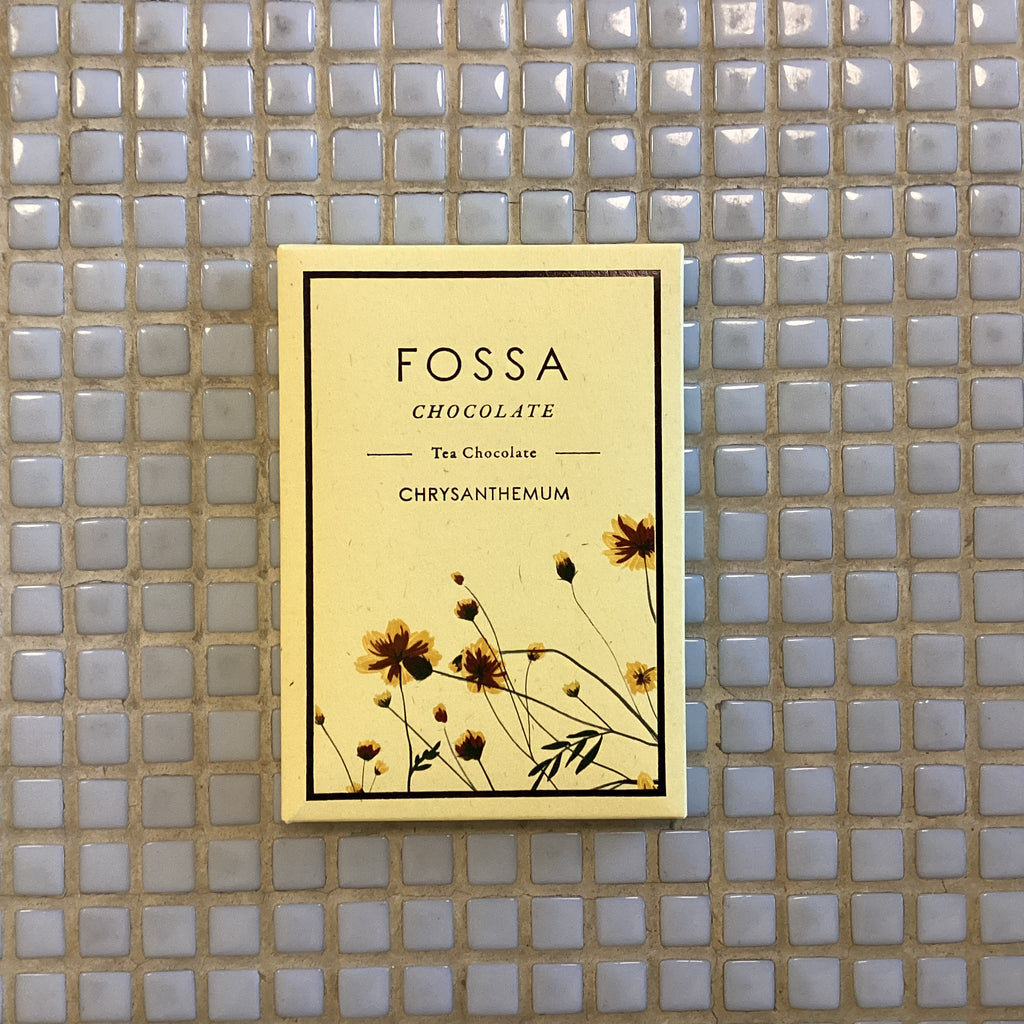 FOSSA
CHOCOLATE
Tea Chocolate
CHRYSANTHEMUM